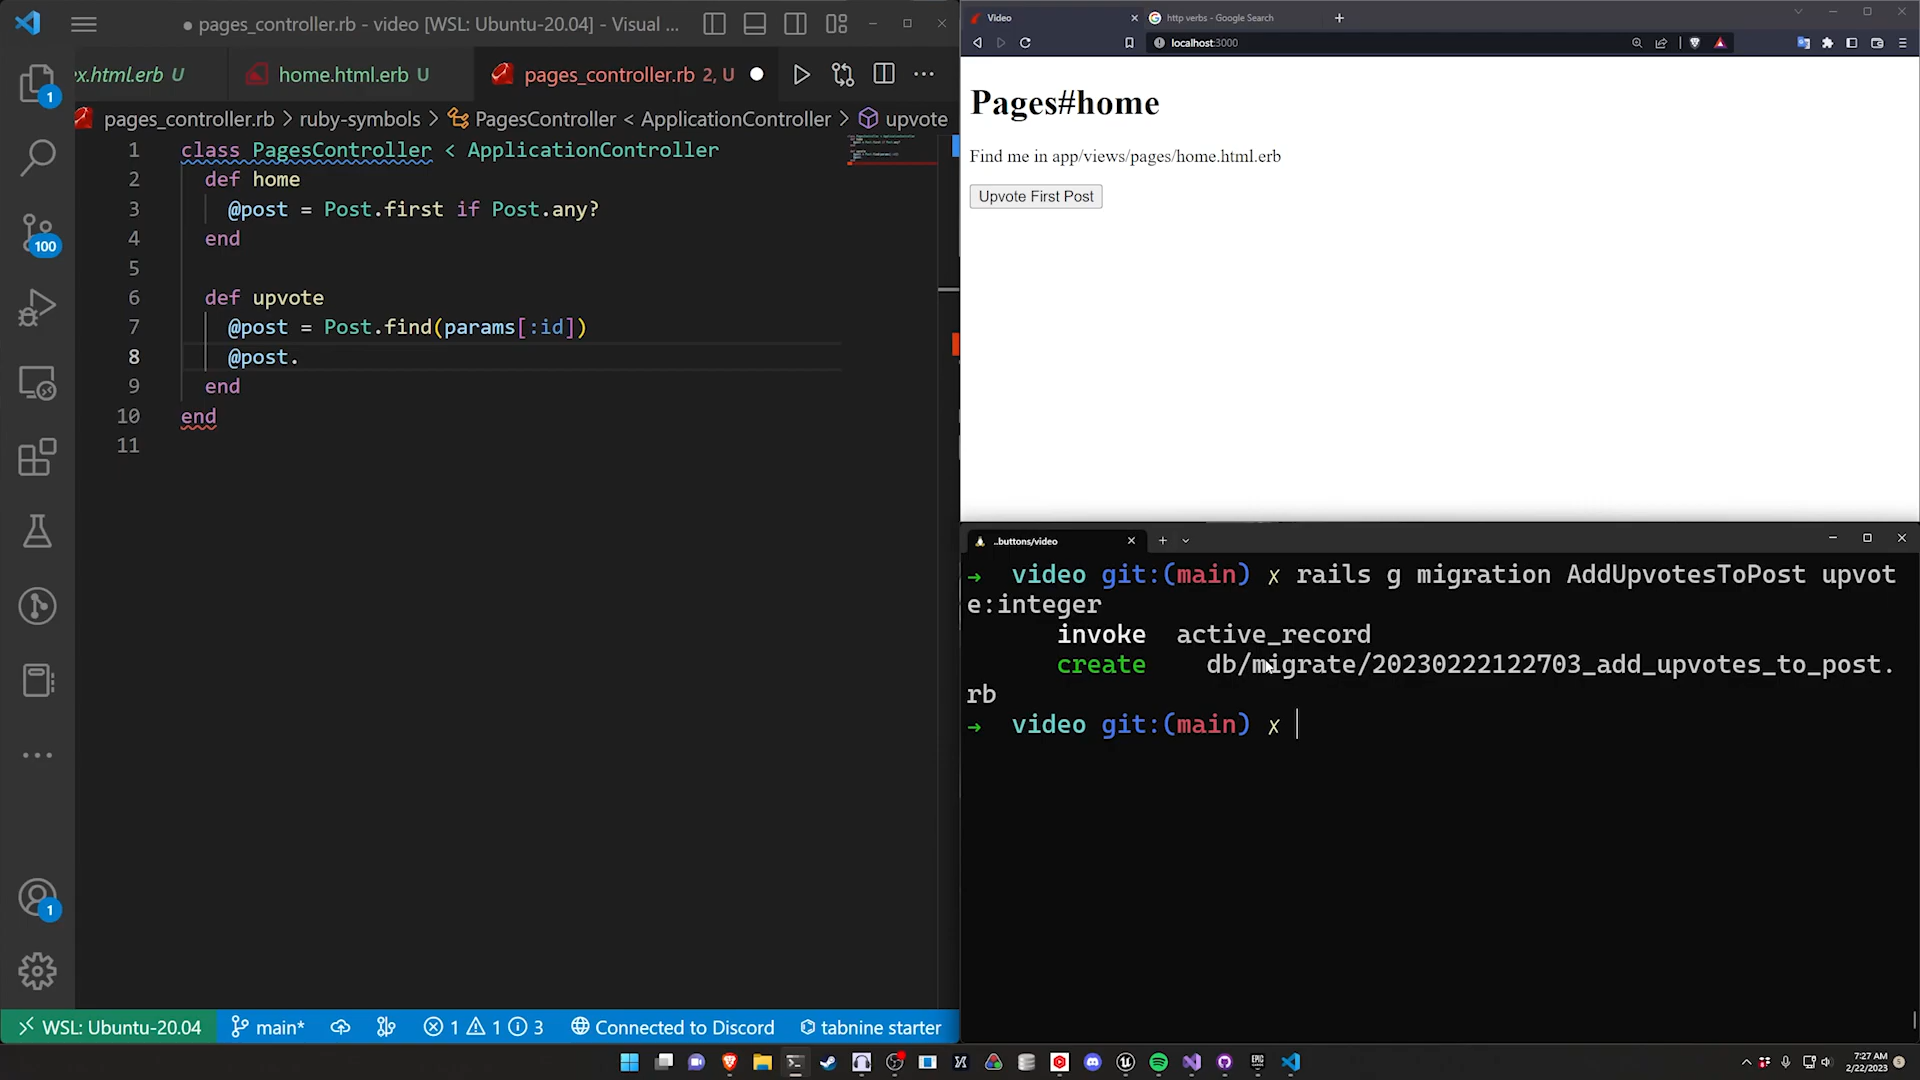 pages_controller.rb - video [WSL: Ubuntu-20.04] - Visual ...
ex.html.erb U
home.html.erb U
pages_controller.rb 2, U
pages_controller.rb > ruby-symbols > PagesController < ApplicationController > upvote
1 class PagesController < ApplicationController
2 def home
3 @post = Post.first if Post.any?
4 end
5
6 def upvote
7 @post = Post.find(params[:id])
8 @post.
9 end
10 end
11
1
100
1
WSL: Ubuntu-20.04
main*
1 1 3
Connected to Discord
tabnine starter
Video
http verbs - Google Search
localhost:3000
Pages#home
Find me in app/views/pages/home.html.erb
Upvote First Post
..buttons/video
→ video git:(main) ✗ rails g migration AddUpvotesToPost upvot
e:integer
invoke active_record
create db/migrate/20230222122703_add_upvotes_to_post.
rb
→ video git:(main) ✗
7:27 AM
2/22/2023